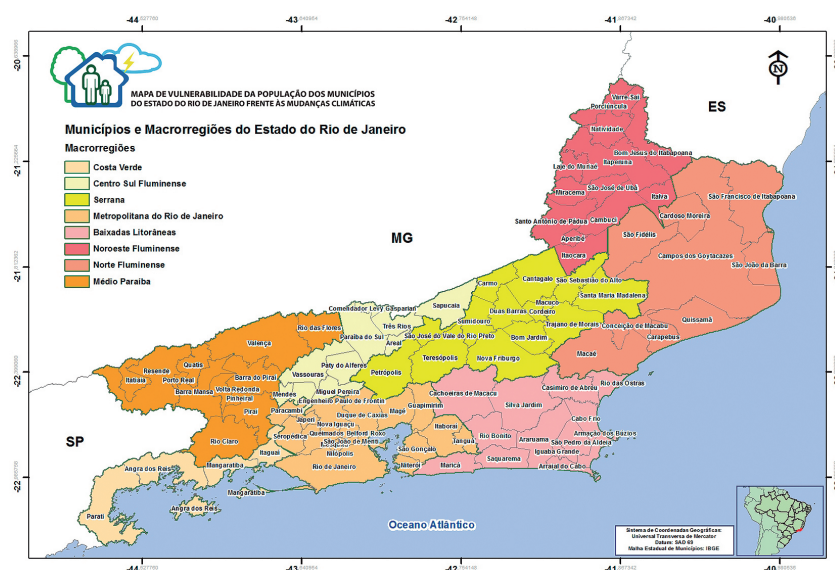 MAPA DE VULNERABILIDADE DA POPULAÇÃO DOS MUNICÍPIOS
DO ESTADO DO RIO DE JANEIRO FRENTE ÀS MUDANÇAS CLIMÁTICAS
Municípios e Macrorregiões do Estado do Rio de Janeiro
Macrorregiões
Costa Verde
Centro Sul Fluminense
Serrana
Metropolitana do Rio de Janeiro
Baixadas Litorâneas
Noroeste Fluminense
Norte Fluminense
Médio Paraíba
N
ES
MG
SP
Varre-Sai
Porciúncula
Natividade
Bom Jesus do Itabapoana
Itaperuna
Laje do Muriaé
São José de Ubá
Miracema
Italva
Santo Antônio de Pádua
Cambuci
Aperibé
Itaocara
São Francisco de Itabapoana
Cardoso Moreira
São Fidélis
Campos dos Goytacazes
São João da Barra
Quissamã
Conceição de Macabu
Carapebus
Macaé
Rio das Ostras
Carmo
Cantagalo
São Sebastião do Alto
Santa Maria Madalena
Macuco
Duas Barras
Cordeiro
Sumidouro
Trajano de Morais
São José do Vale do Rio Preto
Bom Jardim
Teresópolis
Nova Friburgo
Petrópolis
Comendador Levy Gasparian
Sapucaia
Três Rios
Paraíba do Sul
Areal
Paty do Alferes
Vassouras
Miguel Pereira
Mendes
Engenheiro Paulo de Frontin
Paracambi
Rio das Flores
Valença
Quatis
Resende
Itatiaia
Porto Real
Barra do Piraí
Volta Redonda
Barra Mansa
Pinheiral
Piraí
Rio Claro
Japeri
Duque de Caxias
Magé
Guapimirim
Nova Iguaçu
Seropédica
Queimados
Belford Roxo
São João de Meriti
Nilópolis
Itaguaí
Rio de Janeiro
Itaboraí
Tanguá
São Gonçalo
Niterói
Maricá
Cachoeiras de Macacu
Casimiro de Abreu
Silva Jardim
Cabo Frio
Rio Bonito
Araruama
Armação dos Búzios
São Pedro da Aldeia
Iguaba Grande
Saquarema
Arraial do Cabo
Angra dos Reis
Mangaratiba
Mangaratiba
Angra dos Reis
Parati
Oceano Atlântico
Sistema de Coordenadas Geográficas:
Universal Transversa de Mercator
Datum: SAD 69
Malha Estadual de Municípios: IBGE